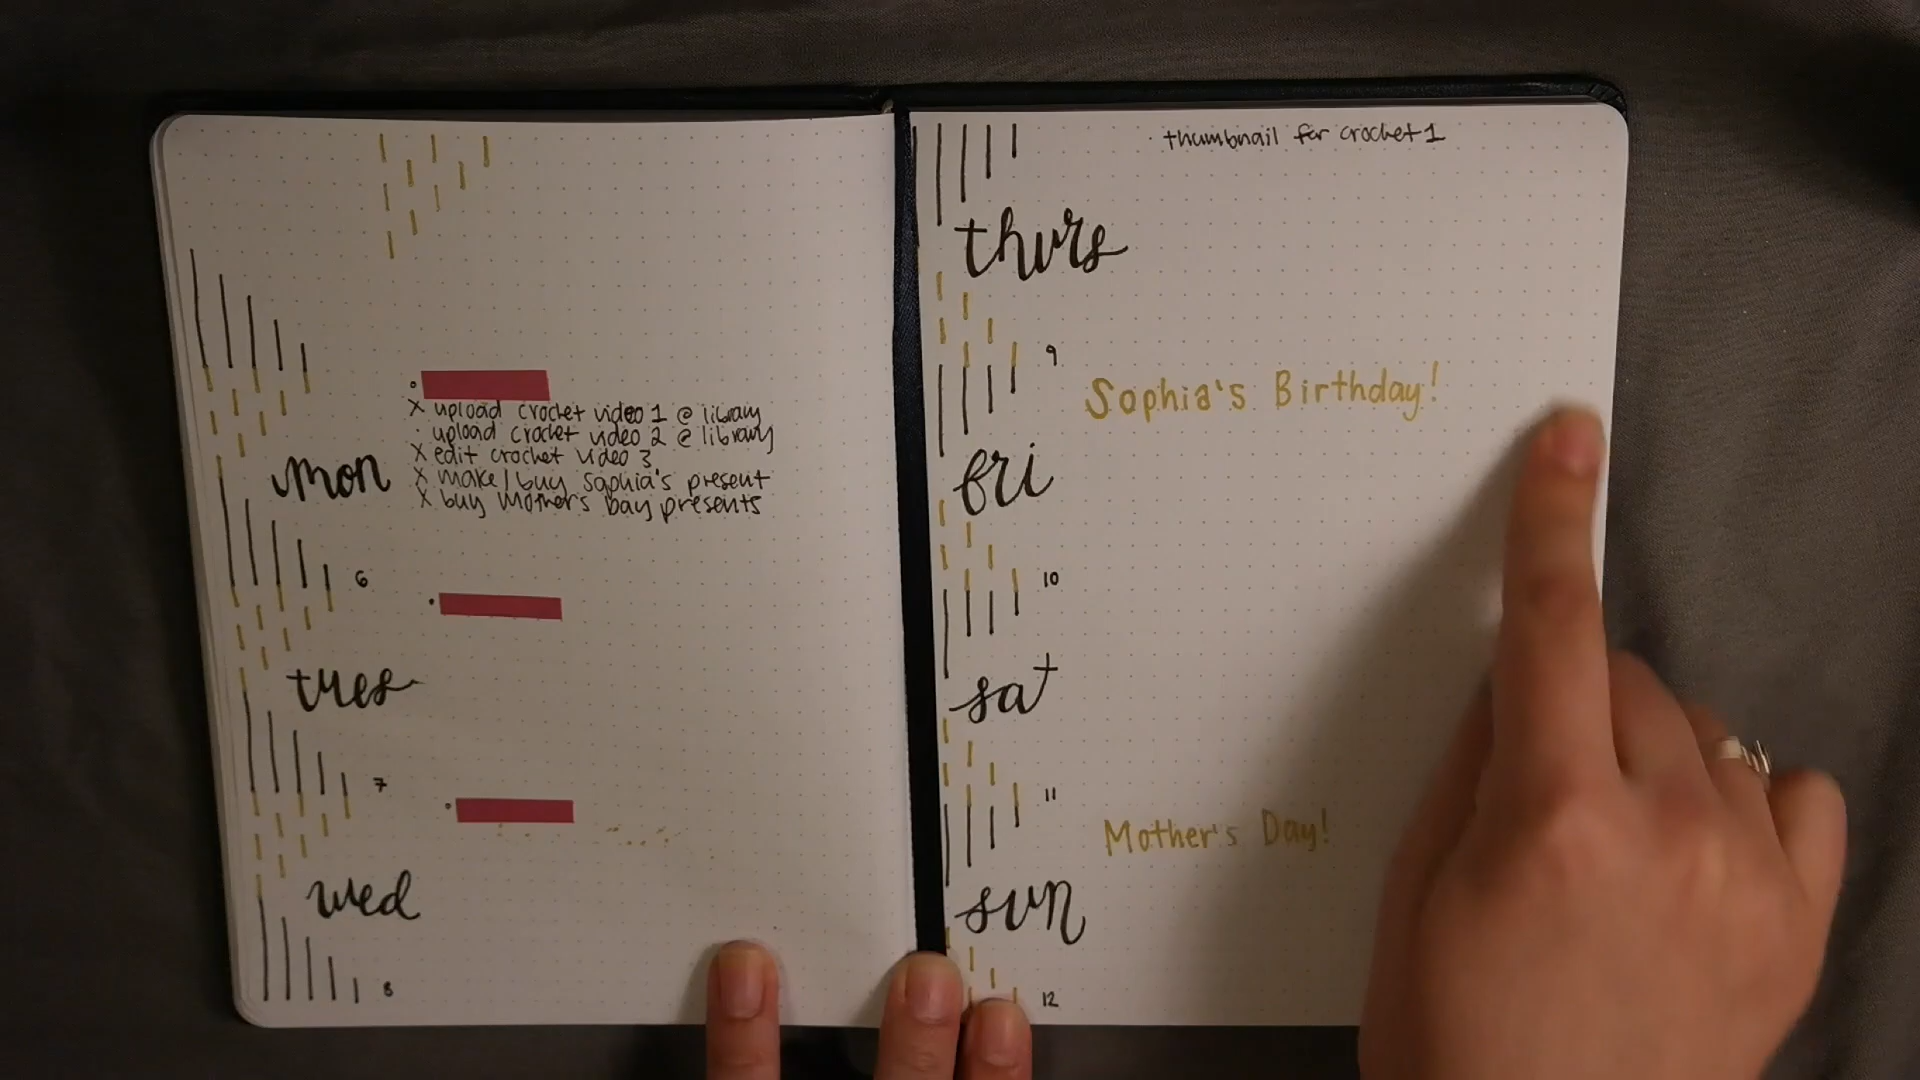 X upload crochet video 1 @ library
· upload crochet video 2 @ library
X edit crochet video 3
X make/buy Sophia's present
X buy Mother's Day presents
mon
6
tues
7
wed
8
· thumbnail for crochet 1
thurs
9
Sophia's Birthday!
fri
10
sat
11
Mother's Day!
sun
12